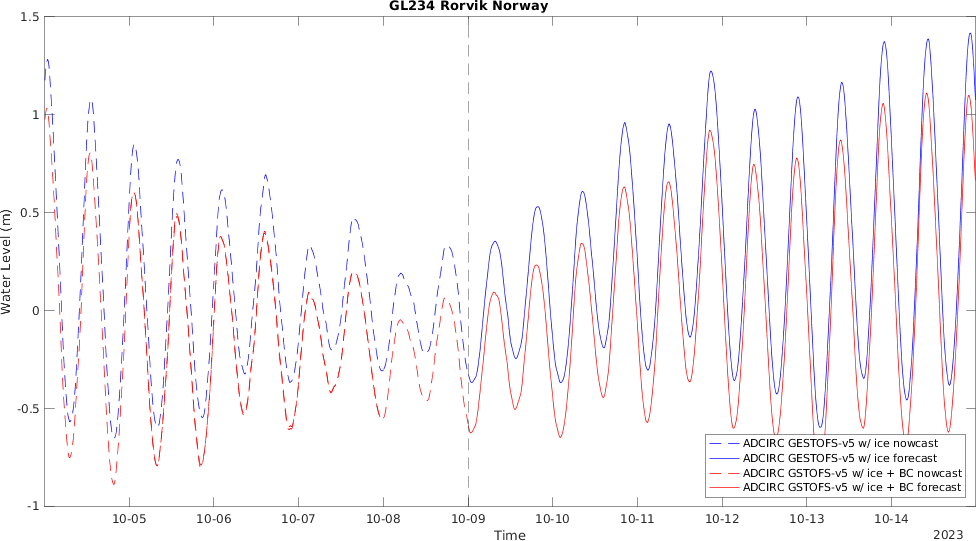 GL234 Rorvik Norway
1.5
1
0.5
0
-0.5
-1
Water Level (m)
10-05 10-06 10-07 10-08 10-09 10-10 10-11 10-12 10-13 10-14
Time
2023
ADCIRC GESTOFS-v5 w/ ice nowcast
ADCIRC GESTOFS-v5 w/ ice forecast
ADCIRC GSTOFS-v5 w/ ice + BC nowcast
ADCIRC GSTOFS-v5 w/ ice + BC forecast